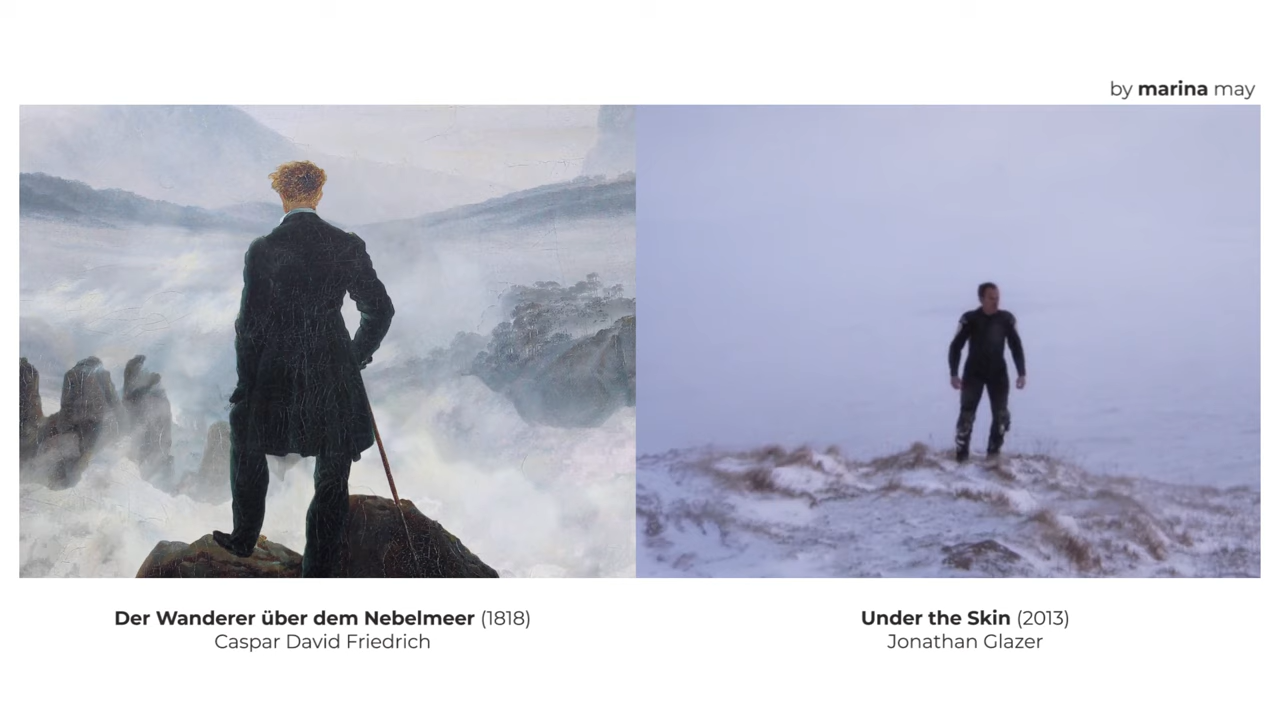 by marina may
Der Wanderer über dem Nebelmeer (1818)
Caspar David Friedrich
Under the Skin (2013)
Jonathan Glazer